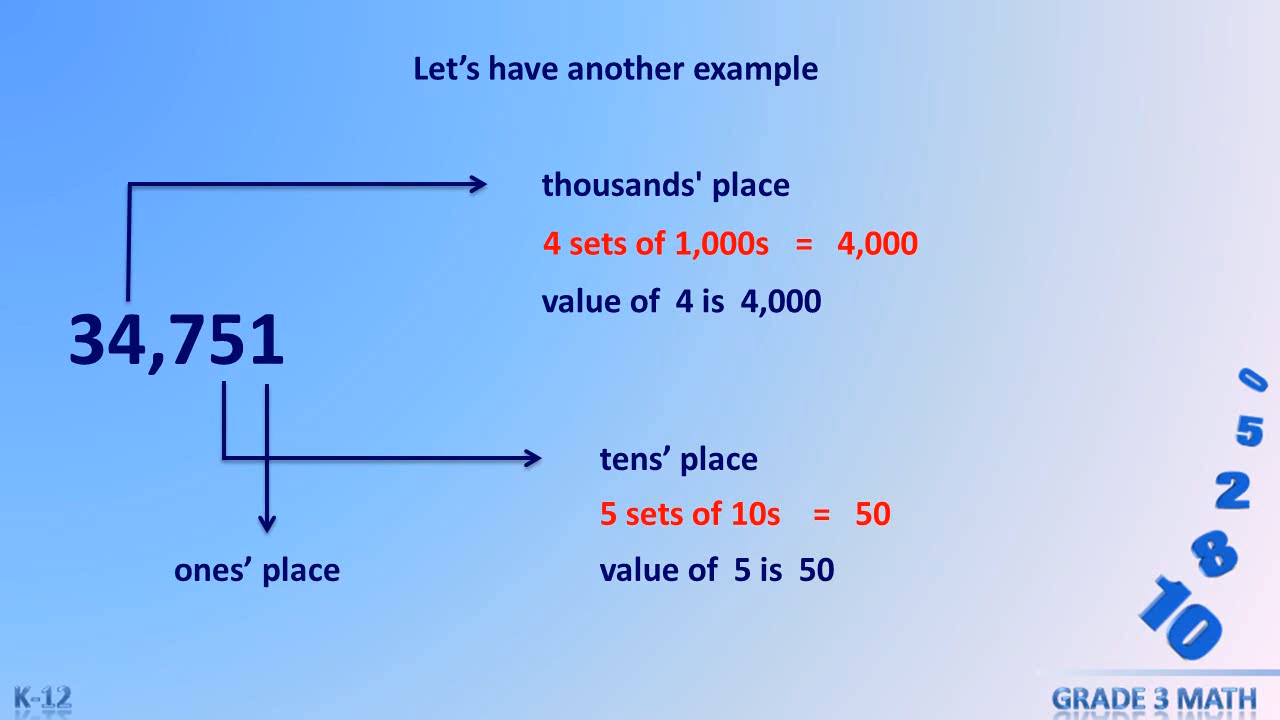 Let’s have another example
thousands' place
4 sets of 1,000s = 4,000
value of 4 is 4,000
34,751
tens’ place
5 sets of 10s = 50
value of 5 is 50
ones’ place
0
5
2
8
10
K-12
GRADE 3 MATH